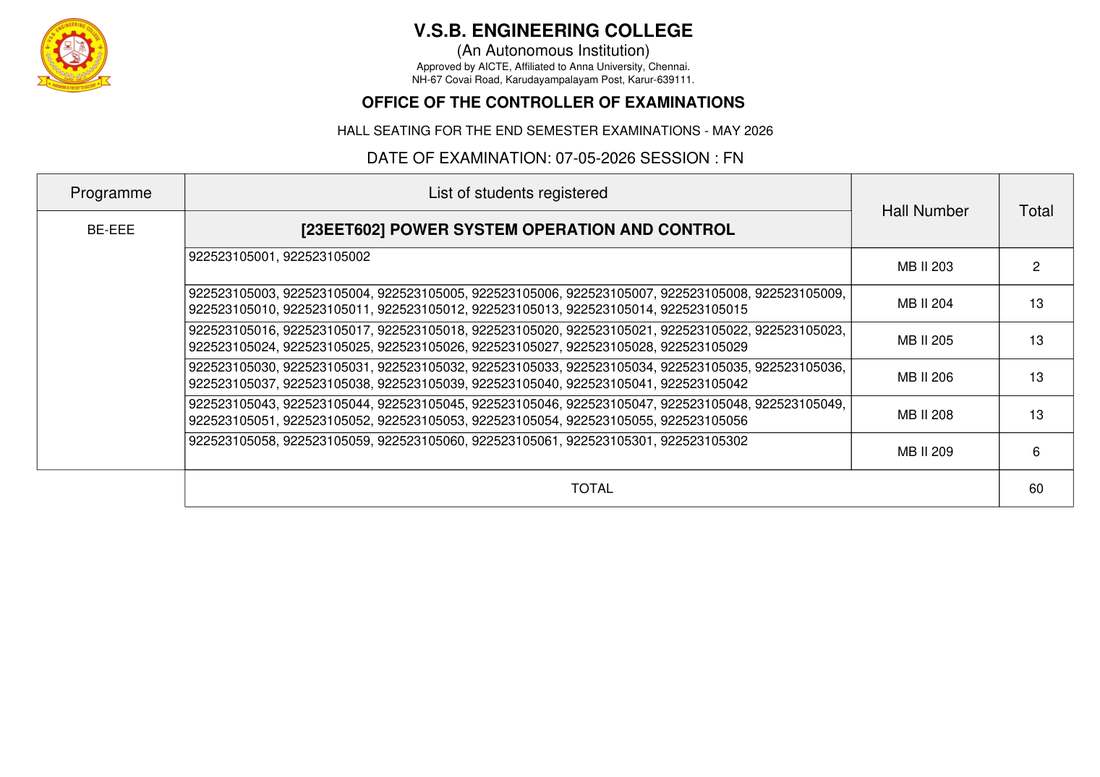 V.S.B. ENGINEERING COLLEGE
(An Autonomous Institution)
Approved by AICTE, Affiliated to Anna University, Chennai.
NH-67 Covai Road, Karudayampalayam Post, Karur-639111.
OFFICE OF THE CONTROLLER OF EXAMINATIONS
HALL SEATING FOR THE END SEMESTER EXAMINATIONS - MAY 2026
DATE OF EXAMINATION: 07-05-2026 SESSION : FN
Programme List of students registered Hall Number Total
BE-EEE [23EET602] POWER SYSTEM OPERATION AND CONTROL
922523105001, 922523105002 MB II 203 2
922523105003, 922523105004, 922523105005, 922523105006, 922523105007, 922523105008, 922523105009,
922523105010, 922523105011, 922523105012, 922523105013, 922523105014, 922523105015 MB II 204 13
922523105016, 922523105017, 922523105018, 922523105020, 922523105021, 922523105022, 922523105023,
922523105024, 922523105025, 922523105026, 922523105027, 922523105028, 922523105029 MB II 205 13
922523105030, 922523105031, 922523105032, 922523105033, 922523105034, 922523105035, 922523105036,
922523105037, 922523105038, 922523105039, 922523105040, 922523105041, 922523105042 MB II 206 13
922523105043, 922523105044, 922523105045, 922523105046, 922523105047, 922523105048, 922523105049,
922523105051, 922523105052, 922523105053, 922523105054, 922523105055, 922523105056 MB II 208 13
922523105058, 922523105059, 922523105060, 922523105061, 922523105301, 922523105302 MB II 209 6
TOTAL 60